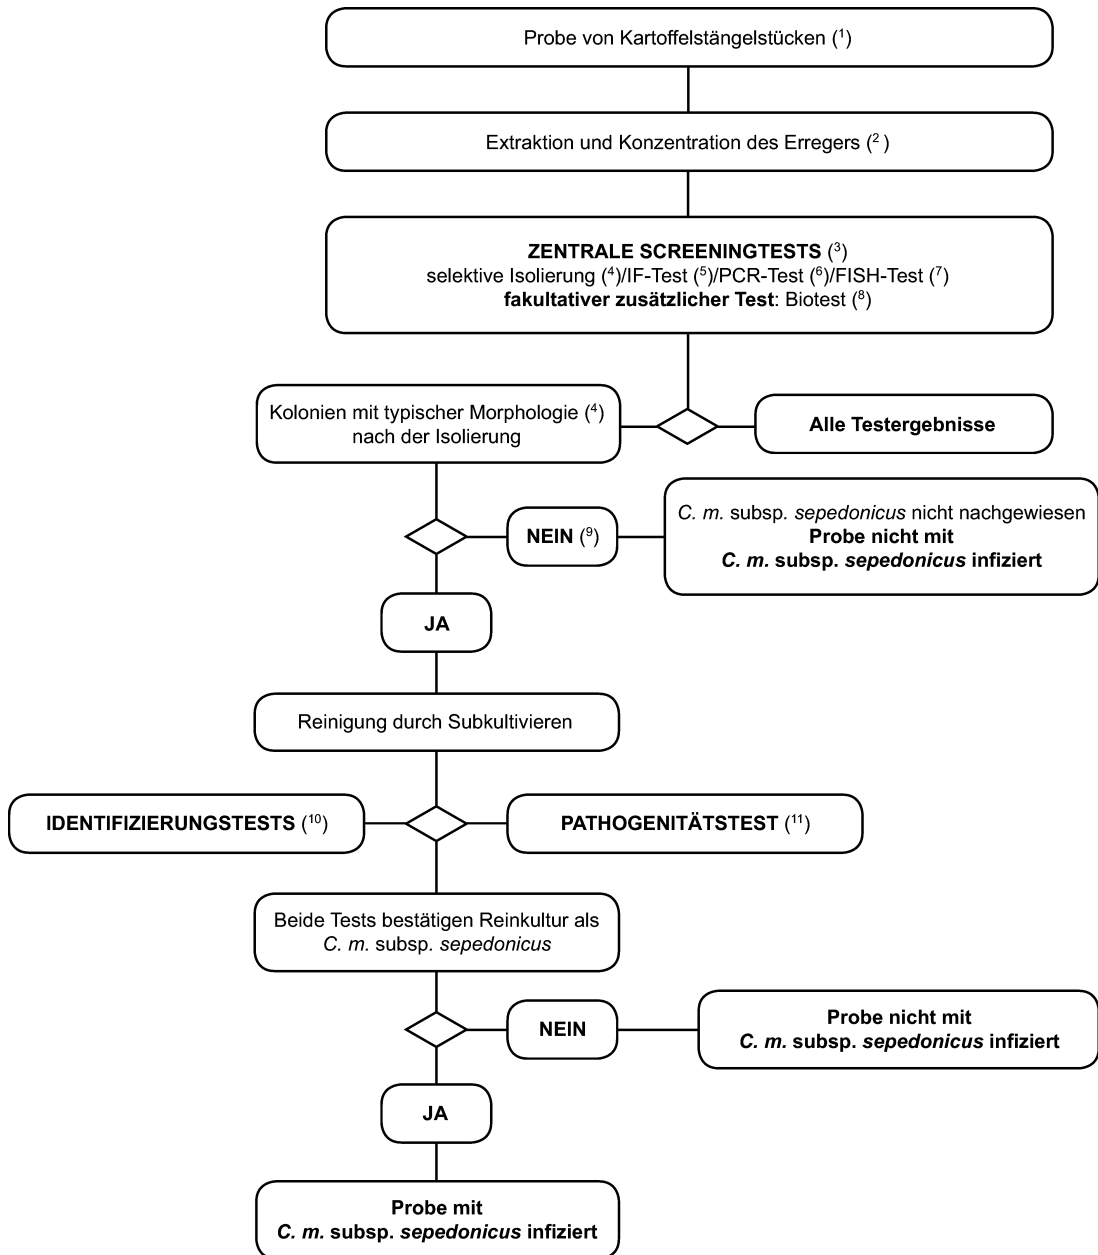 Probe von Kartoffelstängelstücken (¹)
Extraktion und Konzentration des Erregers (² )
ZENTRALE SCREENINGTESTS (³)
selektive Isolierung (⁴)/IF-Test (⁵)/PCR-Test (⁶)/FISH-Test (⁷)
fakultativer zusätzlicher Test: Biotest (⁸)
Kolonien mit typischer Morphologie (⁴)
nach der Isolierung
Alle Testergebnisse
NEIN (⁹)
C. m. subsp. sepedonicus nicht nachgewiesen
Probe nicht mit
C. m. subsp. sepedonicus infiziert
JA
Reinigung durch Subkultivieren
IDENTIFIZIERUNGSTESTS (¹⁰)
PATHOGENITÄTSTEST (¹¹)
Beide Tests bestätigen Reinkultur als
C. m. subsp. sepedonicus
NEIN
Probe nicht mit
C. m. subsp. sepedonicus infiziert
JA
Probe mit
C. m. subsp. sepedonicus infiziert